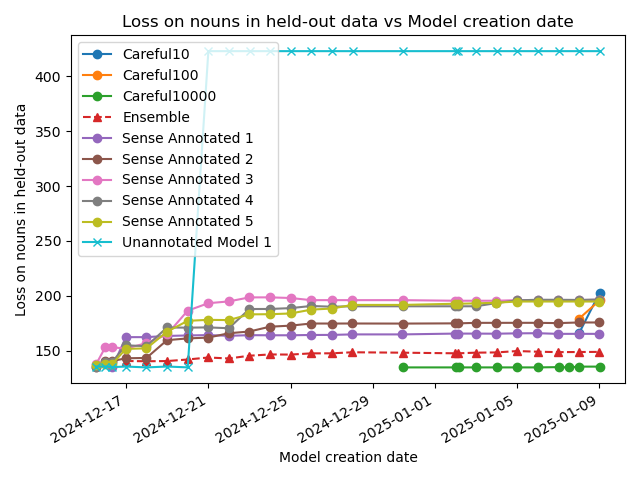 Loss on nouns in held-out data vs Model creation date
Careful10
Careful100
Careful10000
Ensemble
Sense Annotated 1
Sense Annotated 2
Sense Annotated 3
Sense Annotated 4
Sense Annotated 5
Unannotated Model 1
Loss on nouns in held-out data
400
350
300
250
200
150
2024-12-17
2024-12-21
2024-12-25
2024-12-29
2025-01-01
2025-01-05
2025-01-09
Model creation date